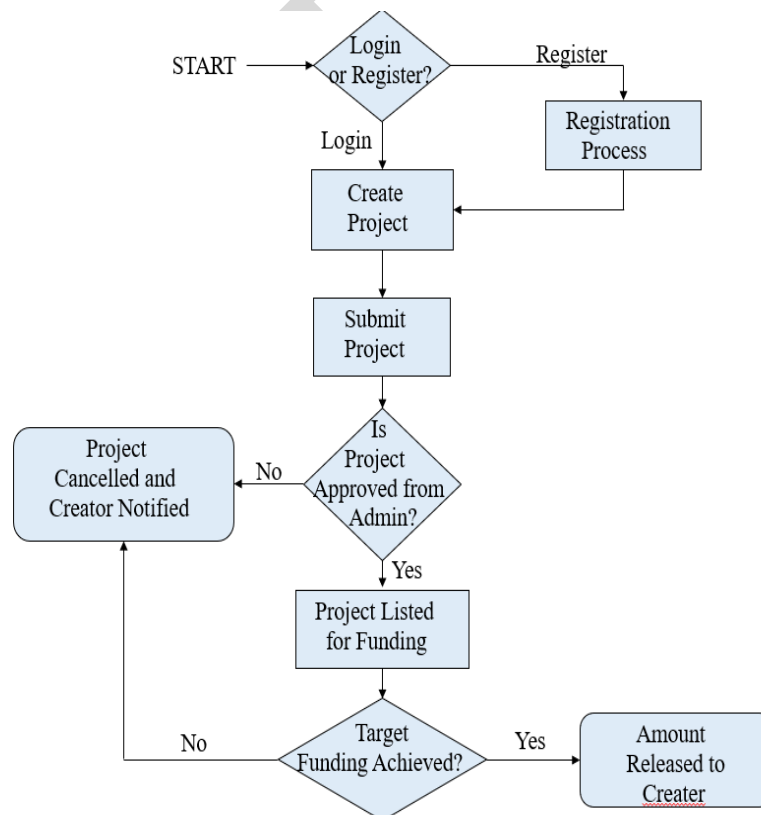 START
Login
or Register?
Register
Registration
Process
Login
Create
Project
Submit
Project
Is
Project
Approved from
Admin?
No
Project
Cancelled and
Creator Notified
Yes
Project Listed
for Funding
Target
Funding Achieved?
No
Yes
Amount
Released to
Creater